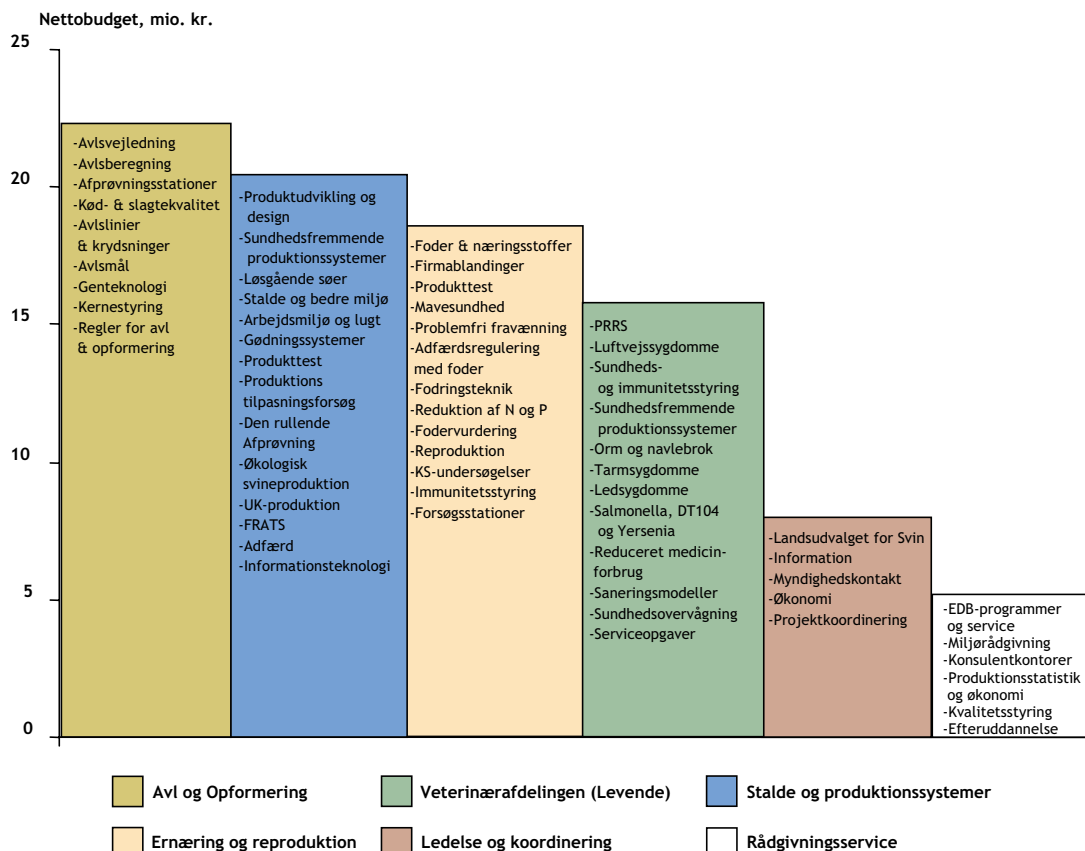 Nettobudget, mio. kr.
25
20
15
10
5
0
-Avlsvejledning
-Avlsberegning
-Afprøvningsstationer
-Kød- & slagtekvalitet
-Avlslinier
& krydsninger
-Avlsmål
-Genteknologi
-Kernestyring
-Regler for avl
& opformering
-Produktudvikling og
design
-Sundhedsfremmende
produktionssystemer
-Løsgående søer
-Stalde og bedre miljø
-Arbejdsmiljø og lugt
-Gødningssystemer
-Produkttest
-Produktions
tilpasningsforsøg
-Den rullende
Afprøvning
-Økologisk
svineproduktion
-UK-produktion
-FRATS
-Adfærd
-Informationsteknologi
-Foder & næringsstoffer
-Firmablandinger
-Produkttest
-Mavesundhed
-Problemfri fravænning
-Adfærdsregulering
med foder
-Fodringsteknik
-Reduktion af N og P
-Fodervurdering
-Reproduktion
-KS-undersøgelser
-Immunitetsstyring
-Forsøgsstationer
-PRRS
-Luftvejssygdomme
-Sundheds-
og immunitetsstyring
-Sundhedsfremmende
produktionssystemer
-Orm og navlebrok
-Tarmsygdomme
-Ledsygdomme
-Salmonella, DT104
og Yersenia
-Reduceret medicin-
forbrug
-Saneringsmodeller
-Sundhedsovervågning
-Serviceopgaver
-Landsudvalget for Svin
-Information
-Myndighedskontakt
-Økonomi
-Projektkoordinering
-EDB-programmer
og service
-Miljørådgivning
-Konsulentkontorer
-Produktionsstatistik
og økonomi
-Kvalitetsstyring
-Efteruddannelse
Avl og Opformering
Veterinærafdelingen (Levende)
Stalde og produktionssystemer
Ernæring og reproduktion
Ledelse og koordinering
Rådgivningsservice